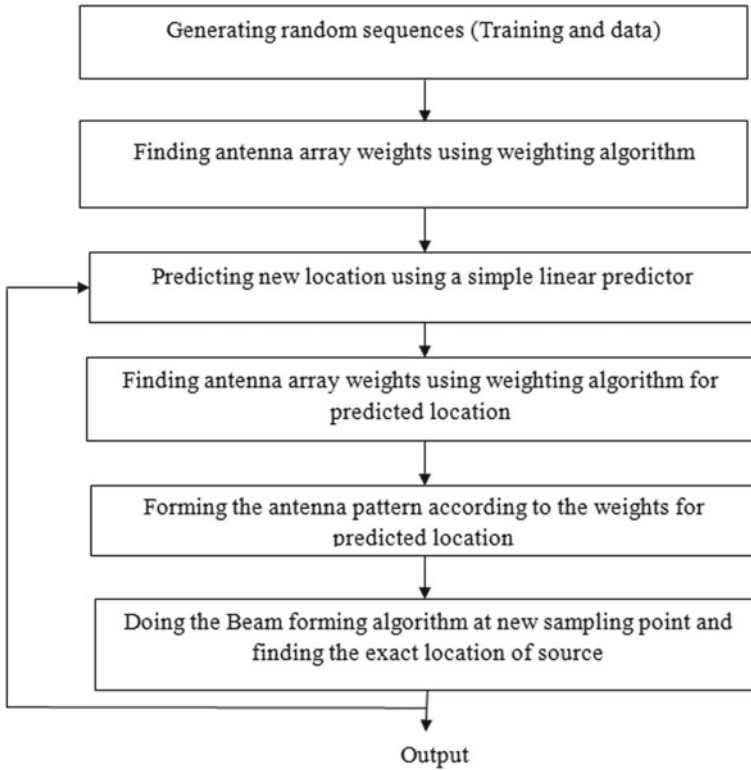 Generating random sequences (Training and data)
Finding antenna array weights using weighting algorithm
Predicting new location using a simple linear predictor
Finding antenna array weights using weighting algorithm for
predicted location
Forming the antenna pattern according to the weights for
predicted location
Doing the Beam forming algorithm at new sampling point and
finding the exact location of source
Output